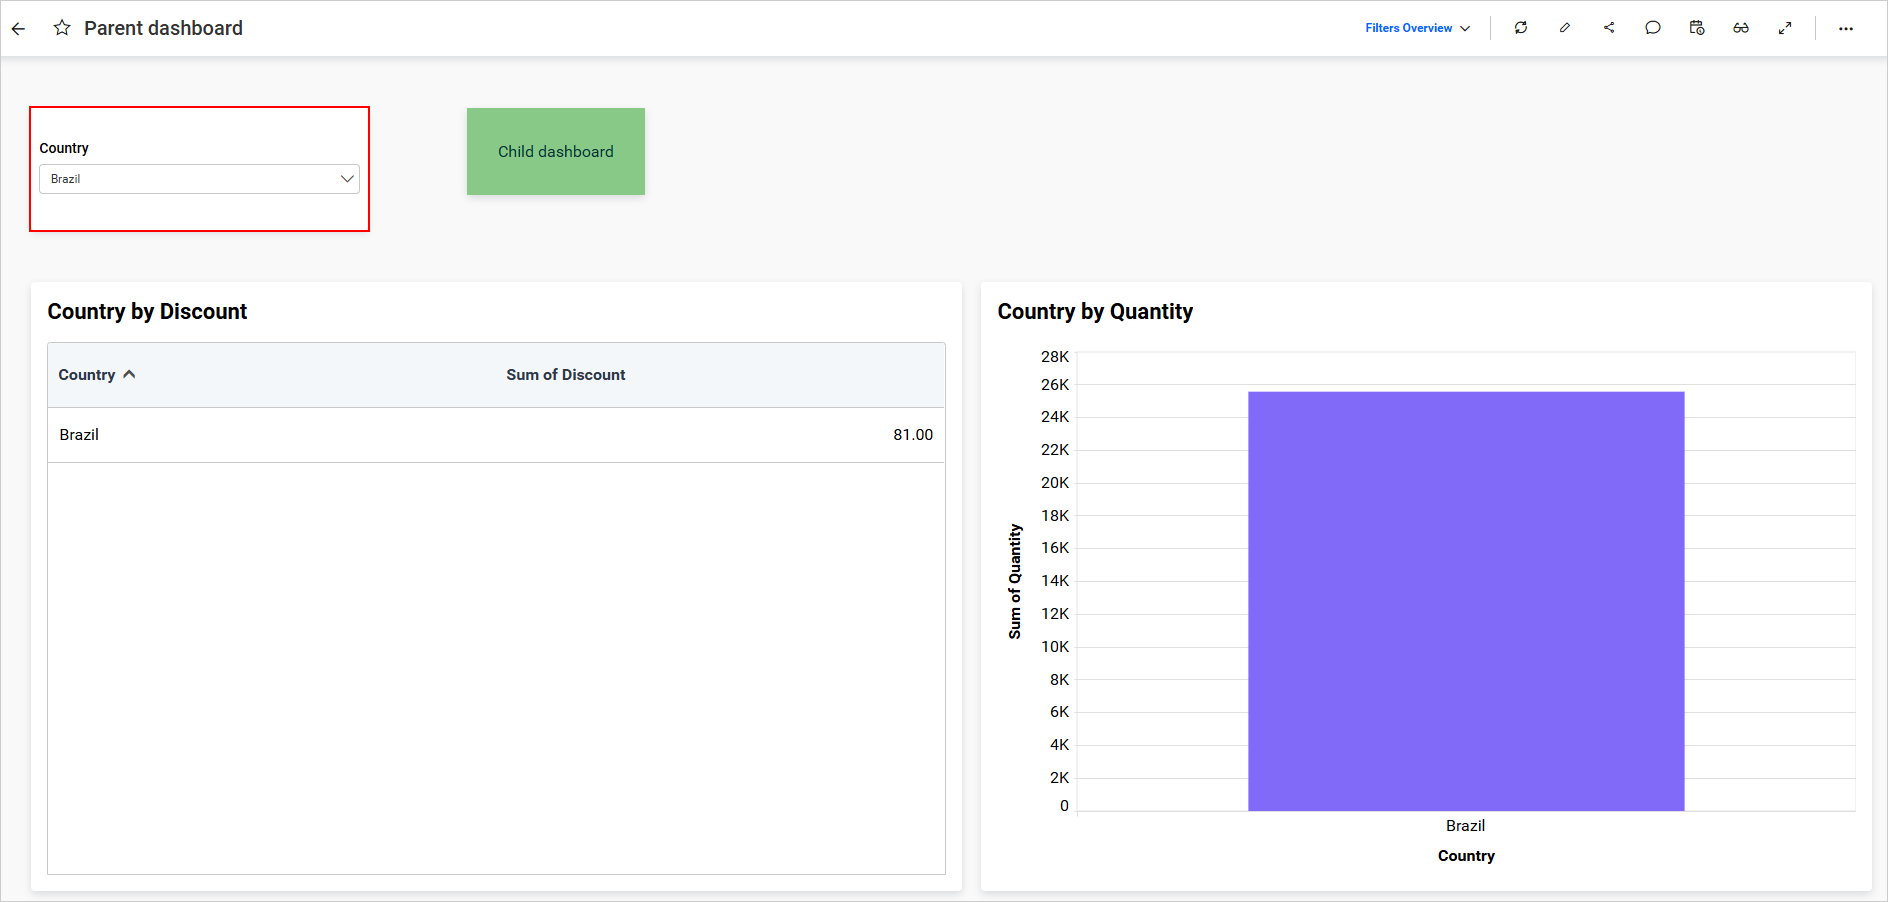 Parent dashboard
Filters Overview
Country
Brazil
Child dashboard
Country by Discount
Country Sum of Discount
Brazil 81.00
Country by Quantity
28K
26K
24K
22K
20K
18K
16K
14K
12K
10K
8K
6K
4K
2K
0
Sum of Quantity
Brazil
Country